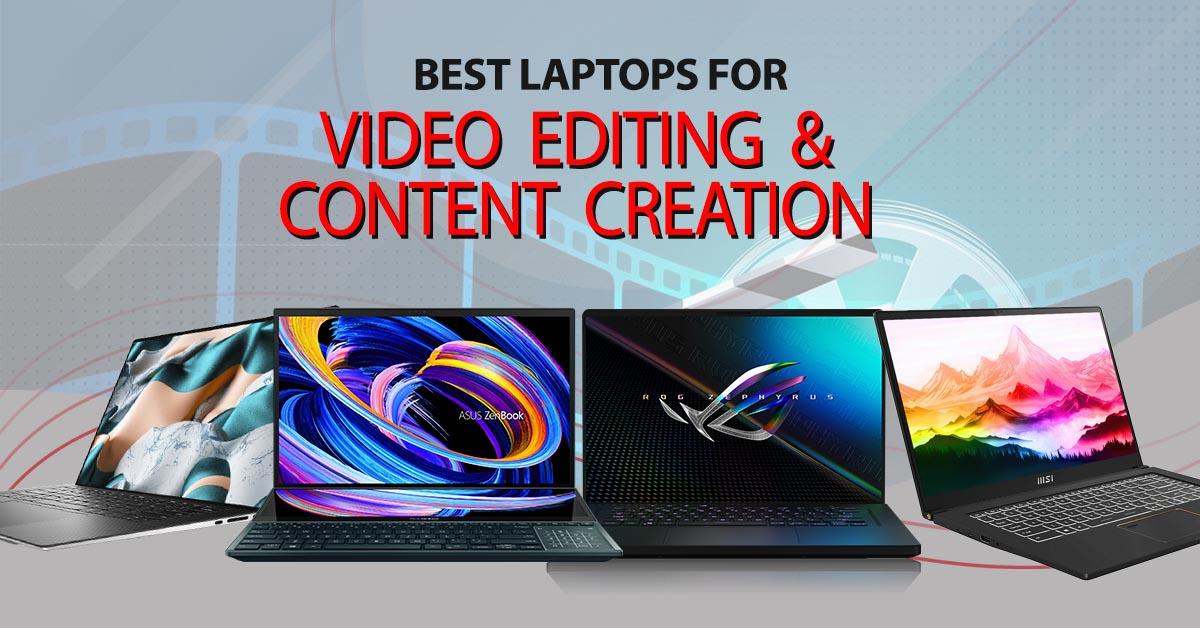 BEST LAPTOPS FOR
VIDEO EDITING &
CONTENT CREATION
ASUS ZenBook
ROG ZEPHYRUS
msi